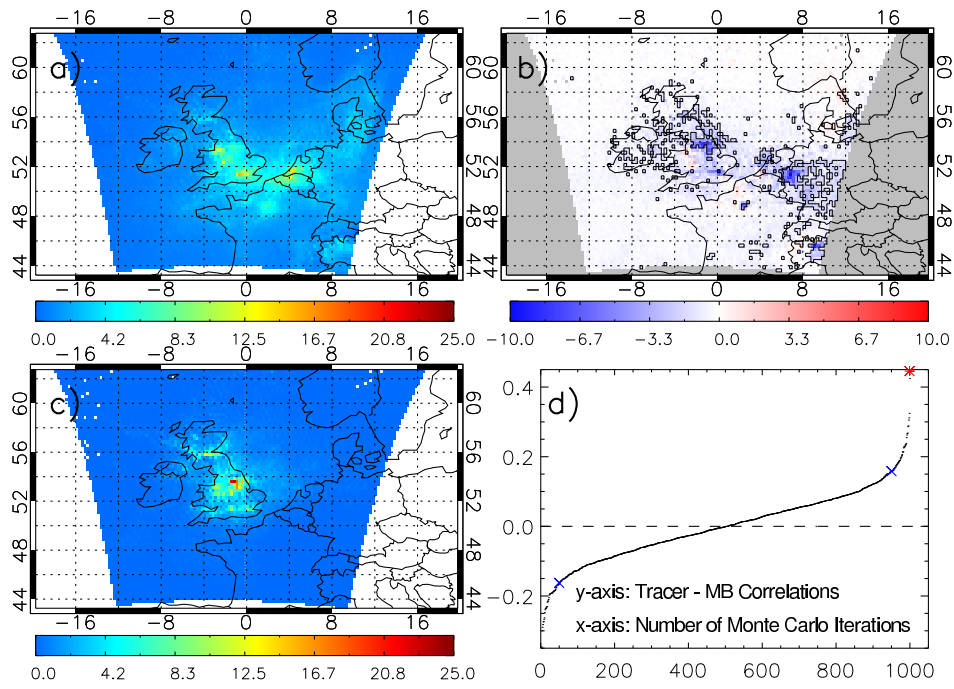 −16 −8 0 8 16
a)
60
56
52
48
44
−16 −8 0 8 16
0.0 4.2 8.3 12.5 16.7 20.8 25.0
−16 −8 0 8 16
b)
60
56
52
48
44
60
56
52
48
44
−16 −8 0 8 16
−10.0 −6.7 −3.3 0.0 3.3 6.7 10.0
−16 −8 0 8 16
c)
60
56
52
48
44
60
56
52
48
44
−16 −8 0 8 16
0.0 4.2 8.3 12.5 16.7 20.8 25.0
d)
0.4
0.2
0.0
−0.2
y-axis: Tracer - MB Correlations
x-axis: Number of Monte Carlo Iterations
0 200 400 600 800 1000